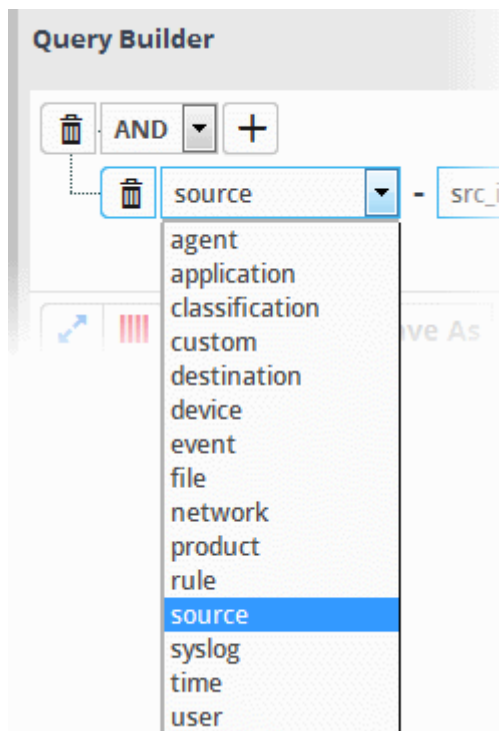 Query Builder
AND +
source - src_i
agent
application
classification
custom
ve As
destination
device
event
file
network
product
rule
source
syslog
time
user